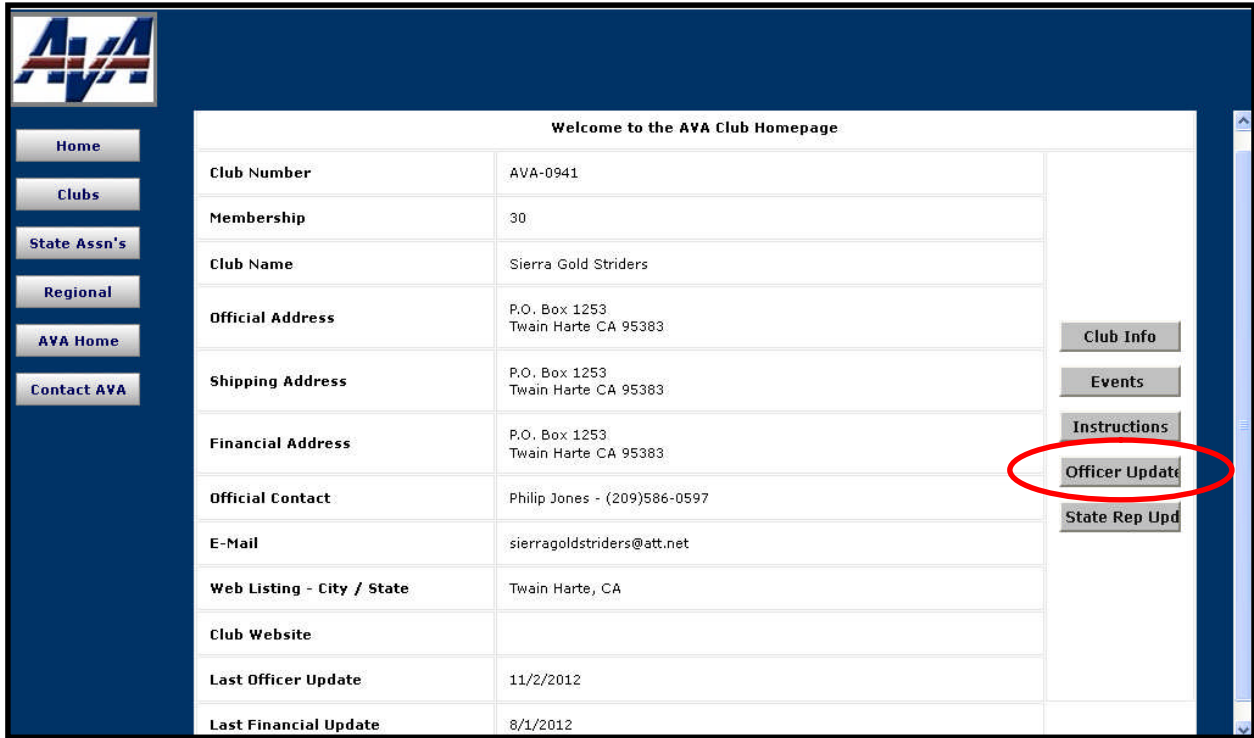 AVA
Home
Clubs
State Assn's
Regional
AVA Home
Contact AVA
Welcome to the AVA Club Homepage
Club Number AVA-0941
Membership 30
Club Name Sierra Gold Striders
Official Address P.O. Box 1253
Twain Harte CA 95383
Shipping Address P.O. Box 1253
Twain Harte CA 95383
Financial Address P.O. Box 1253
Twain Harte CA 95383
Official Contact Philip Jones - (209)586-0597
E-Mail sierragoldstriders@att.net
Web Listing - City / State Twain Harte, CA
Club Website
Last Officer Update 11/2/2012
Last Financial Update 8/1/2012
Club Info
Events
Instructions
Officer Update
State Rep Upd